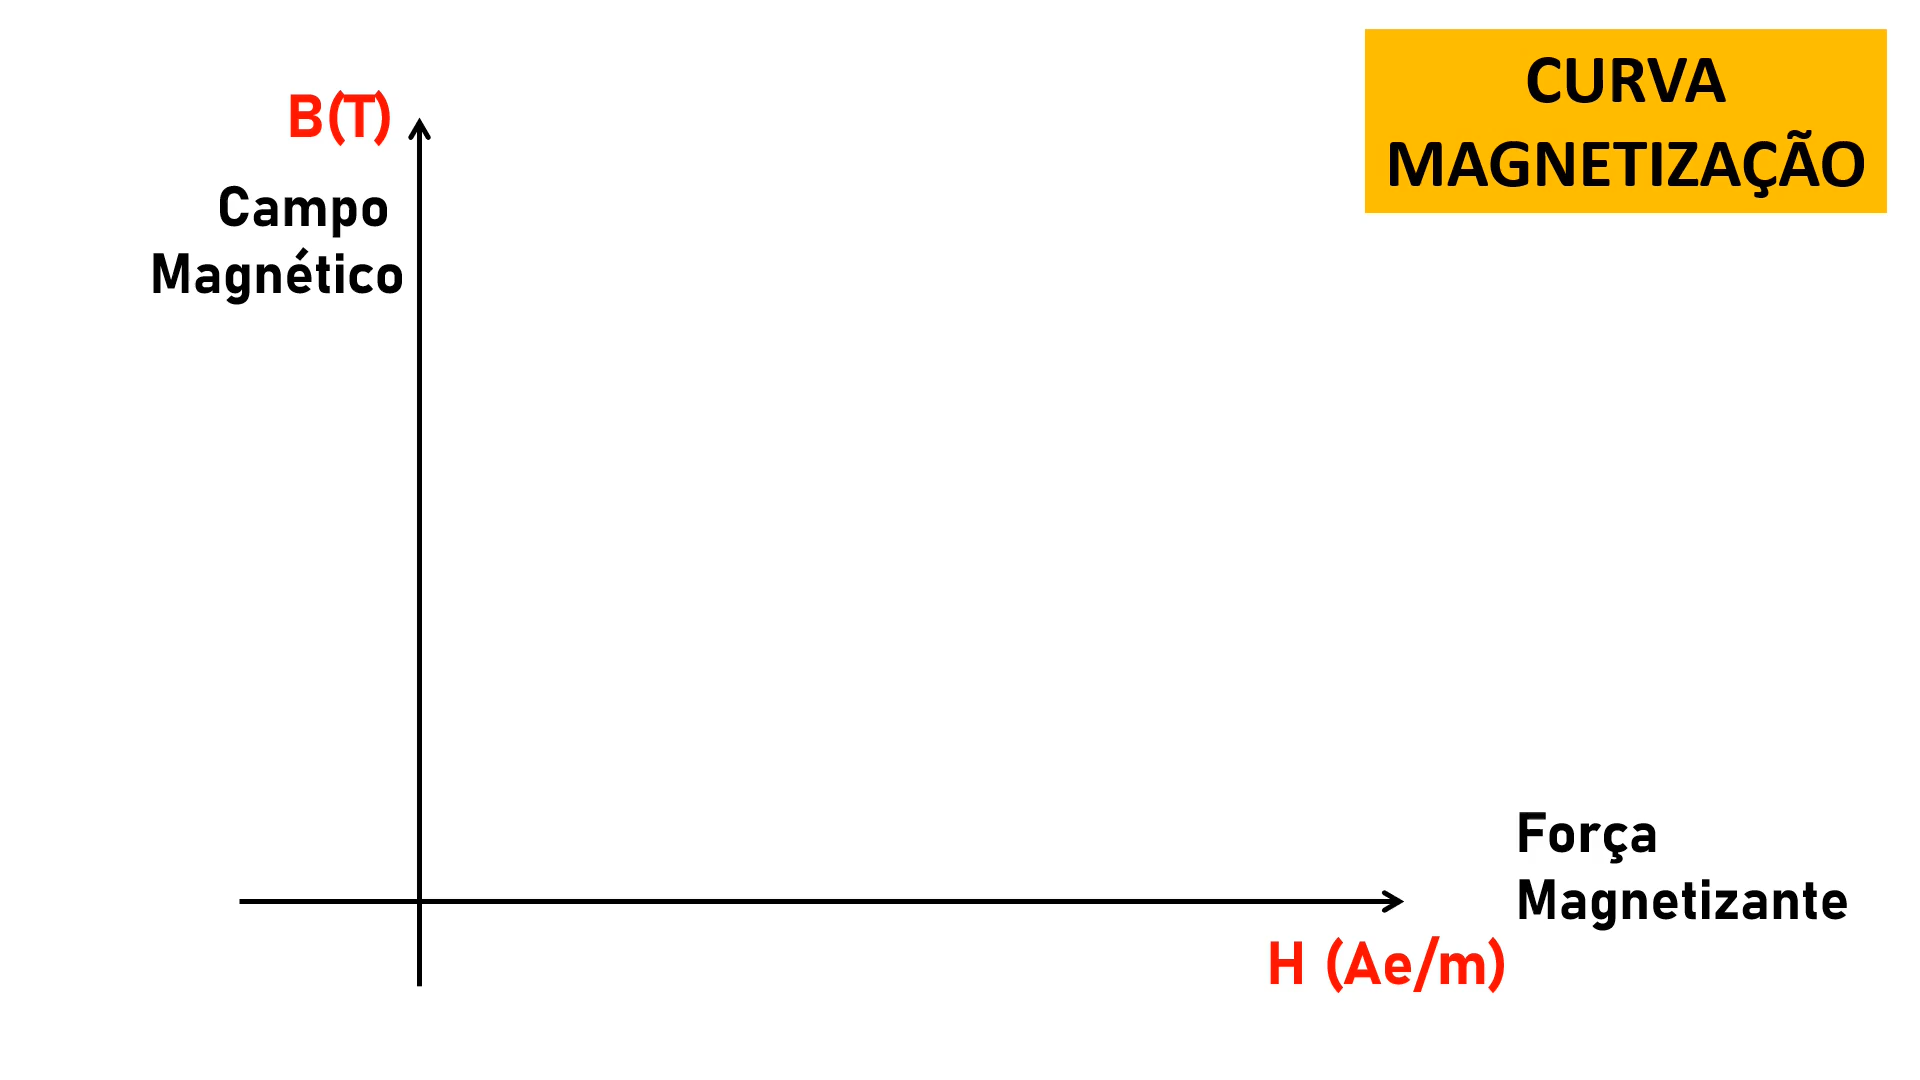 CURVA
MAGNETIZAÇÃO
B(T)
Campo
Magnético
Força
Magnetizante
H (Ae/m)